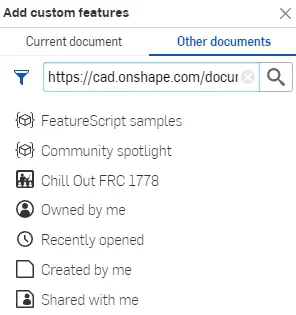 Add custom features
Current document
Other documents
https://cad.onshape.com/docu
FeatureScript samples
Community spotlight
Chill Out FRC 1778
Owned by me
Recently opened
Created by me
Shared with me